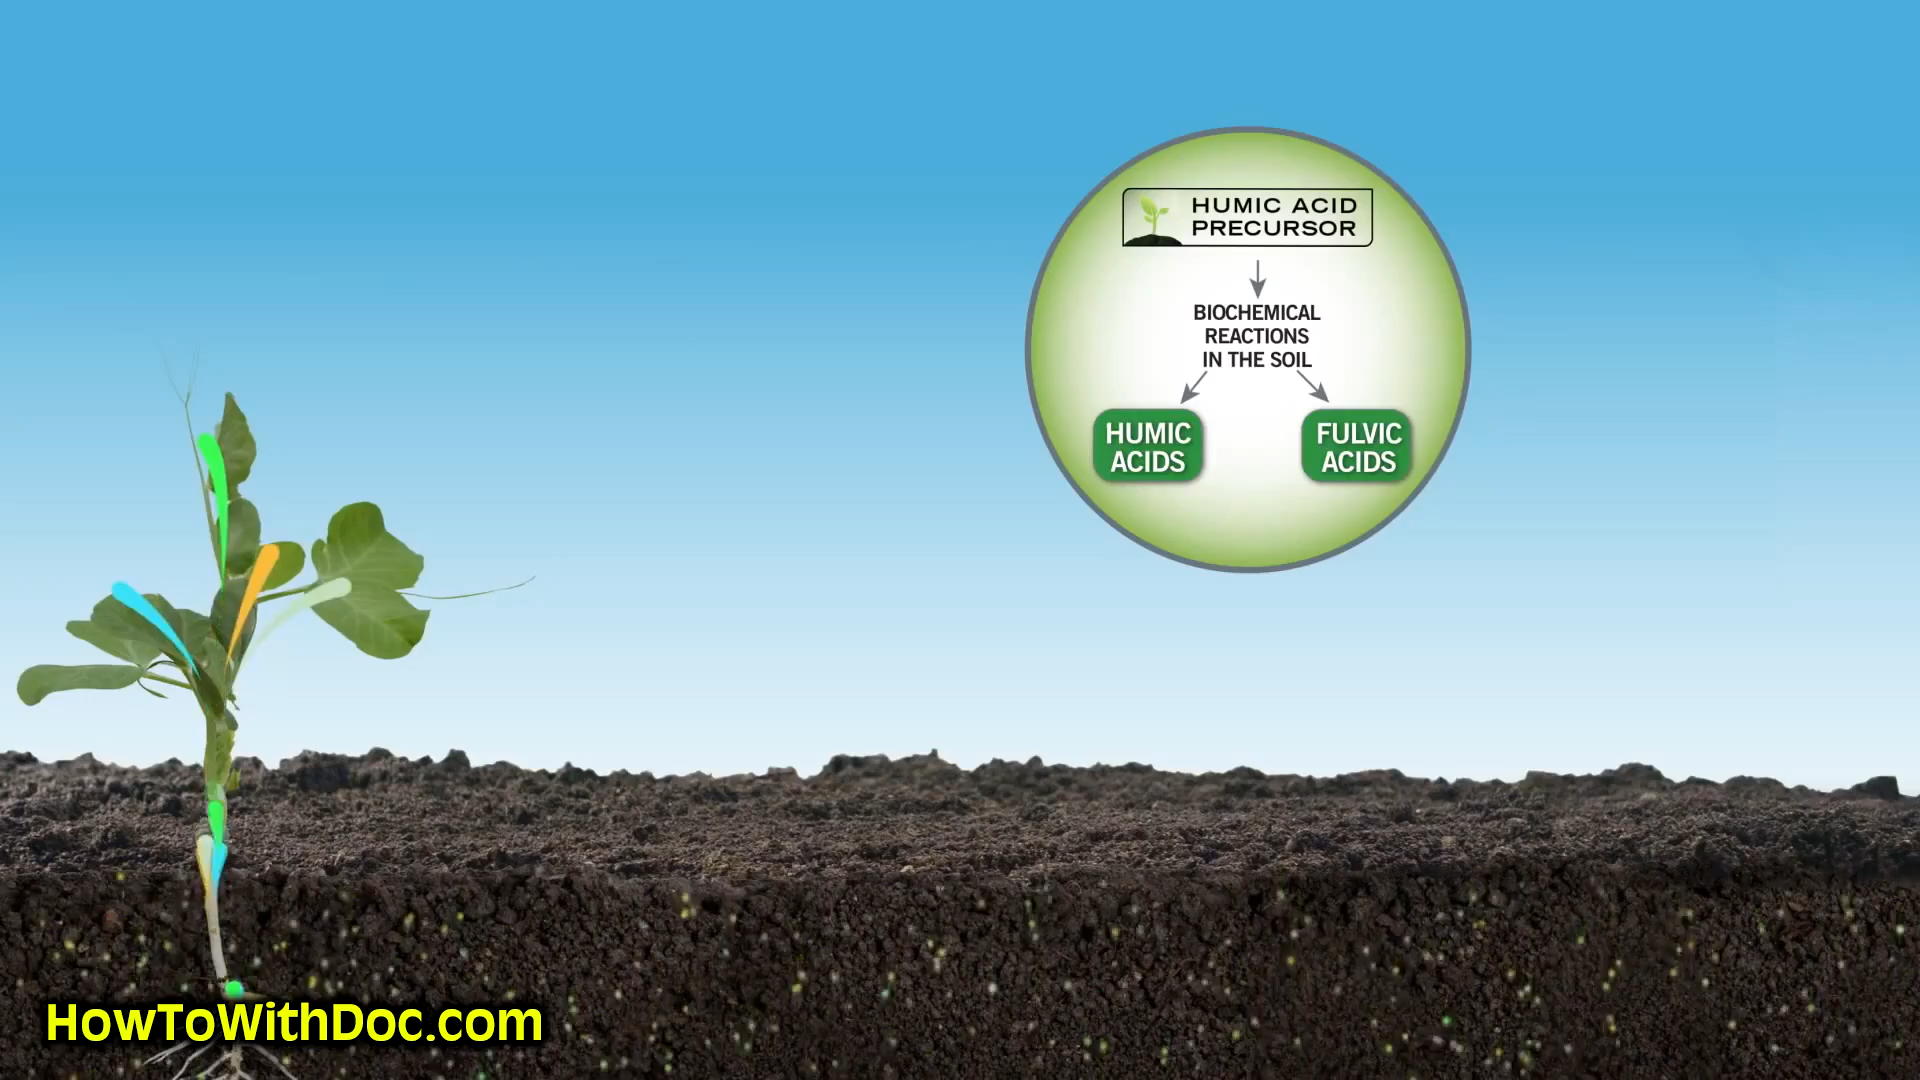 HUMIC ACID
PRECURSOR
BIOCHEMICAL
REACTIONS
IN THE SOIL
HUMIC
ACIDS
FULVIC
ACIDS
HowToWithDoc.com